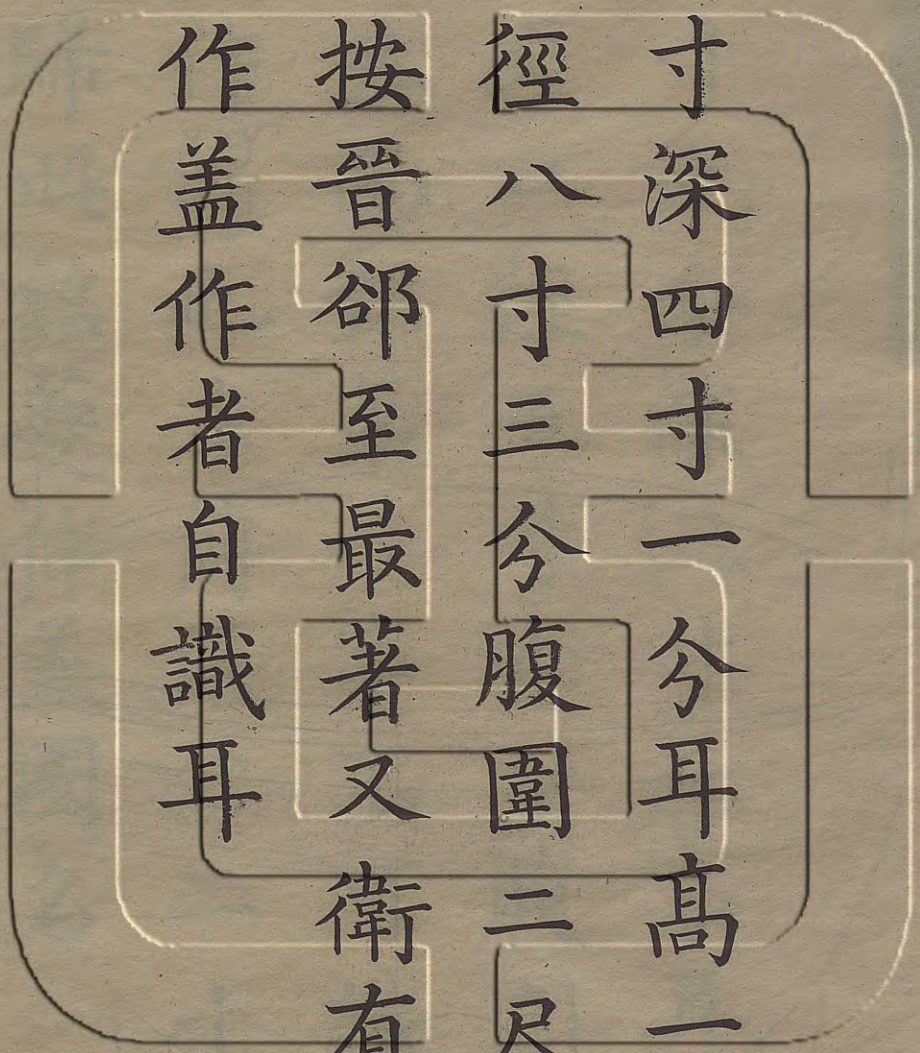 寸深四寸一分耳髙一
徑八寸三分腹圍二尺
按晉郤至最著又衛有
作盖作者自識耳